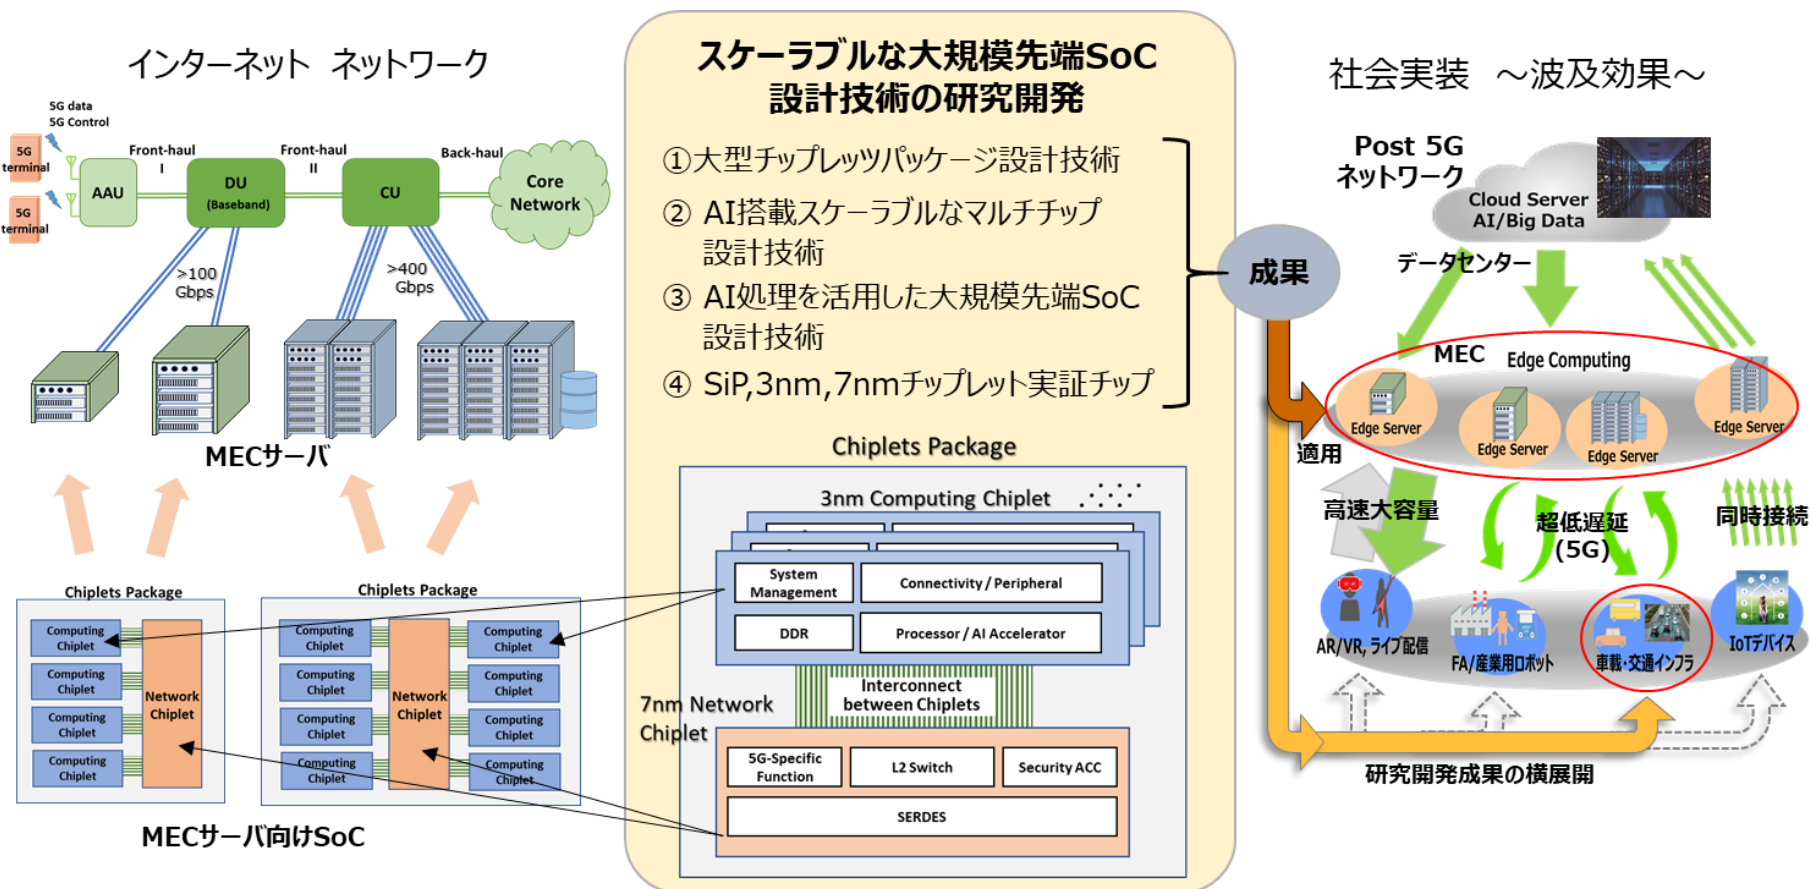 インターネット　ネットワーク
5G data
5G Control
5G
terminal
5G
terminal
AAU
Front-haul
I
DU
(Baseband)
Front-haul
II
CU
Back-haul
Core
Network
>100
Gbps
>400
Gbps
MECサーバ
Chiplets Package
Computing
Chiplet
Computing
Chiplet
Computing
Chiplet
Computing
Chiplet
Network
Chiplet
Chiplets Package
Computing
Chiplet
Computing
Chiplet
Computing
Chiplet
Computing
Chiplet
Network
Chiplet
Computing
Chiplet
Computing
Chiplet
Computing
Chiplet
Computing
Chiplet
MECサーバ向けSoC
スケーラブルな大規模先端SoC
設計技術の研究開発
①大型チップレッツパッケージ設計技術
② AI搭載スケーラブルなマルチチップ
設計技術
③ AI処理を活用した大規模先端SoC
設計技術
④ SiP,3nm,7nmチップレット実証チップ
Chiplets Package
3nm Computing Chiplet
System
Management
Connectivity / Peripheral
DDR
Processor / AI Accelerator
Interconnect
between Chiplets
7nm Network
Chiplet
5G-Specific
Function
L2 Switch
Security ACC
SERDES
成果
社会実装　～波及効果～
Post 5G
ネットワーク
Cloud Server
AI/Big Data
データセンター
MEC
Edge Computing
Edge Server
Edge Server
Edge Server
Edge Server
適用
高速大容量
超低遅延
(5G)
同時接続
AR/VR, ライブ配信
FA/産業用ロボット
車載・交通インフラ
IoTデバイス
研究開発成果の横展開